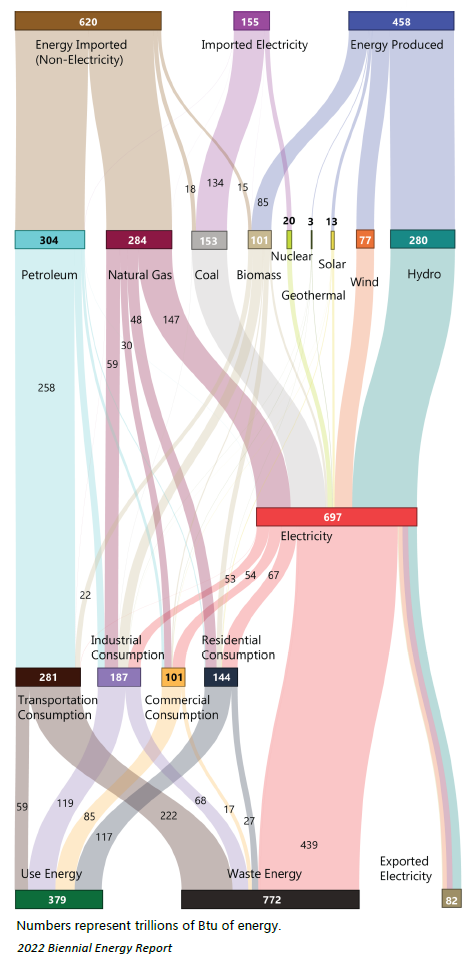 620
155
458
Energy Imported
(Non-Electricity)
Imported Electricity
Energy Produced
18
134
15
85
20
3
13
304
284
153
101
77
280
Nuclear
Solar
Petroleum
Natural Gas
Coal
Biomass
Wind
Hydro
Geothermal
48
147
30
59
258
697
Electricity
53
54
67
22
Industrial
Consumption
Residential
Consumption
281
187
101
144
Transportation
Consumption
Commercial
Consumption
59
119
85
117
222
68
17
27
439
Exported
Electricity
Use Energy
Waste Energy
379
772
82
Numbers represent trillions of Btu of energy.
2022 Biennial Energy Report